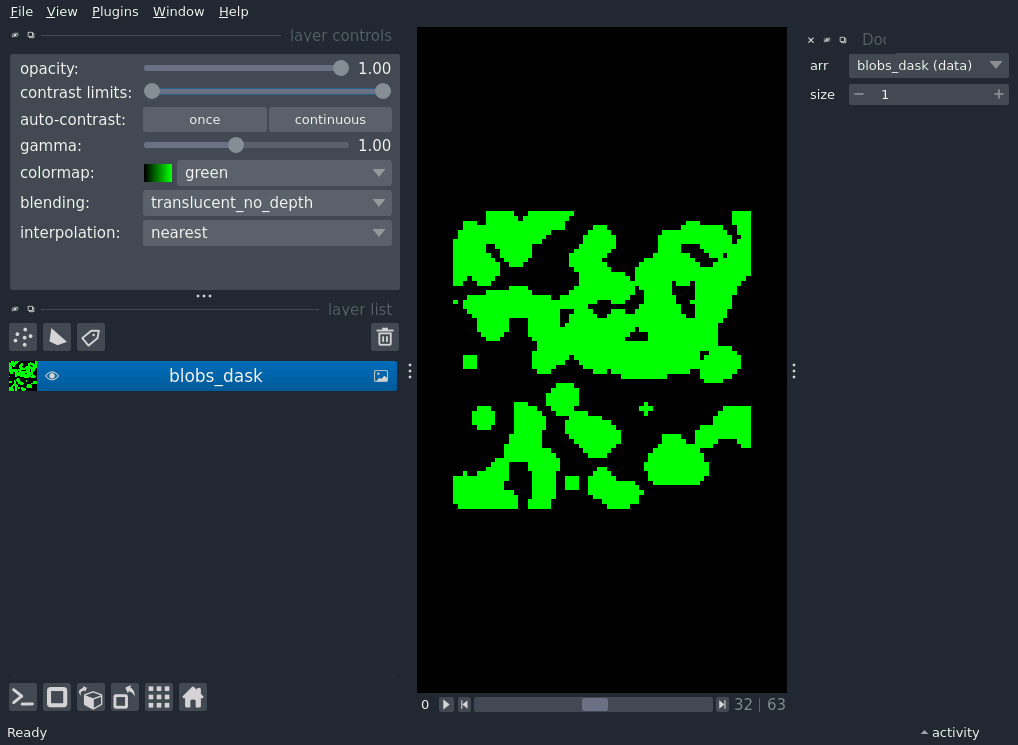 File View Plugins Window Help
layer controls
opacity: 1.00
contrast limits:
auto-contrast: once continuous
gamma: 1.00
colormap: green
blending: translucent_no_depth
interpolation: nearest
layer list
blobs_dask
0 32 | 63
Ready
arr blobs_dask (data)
size 1
activity